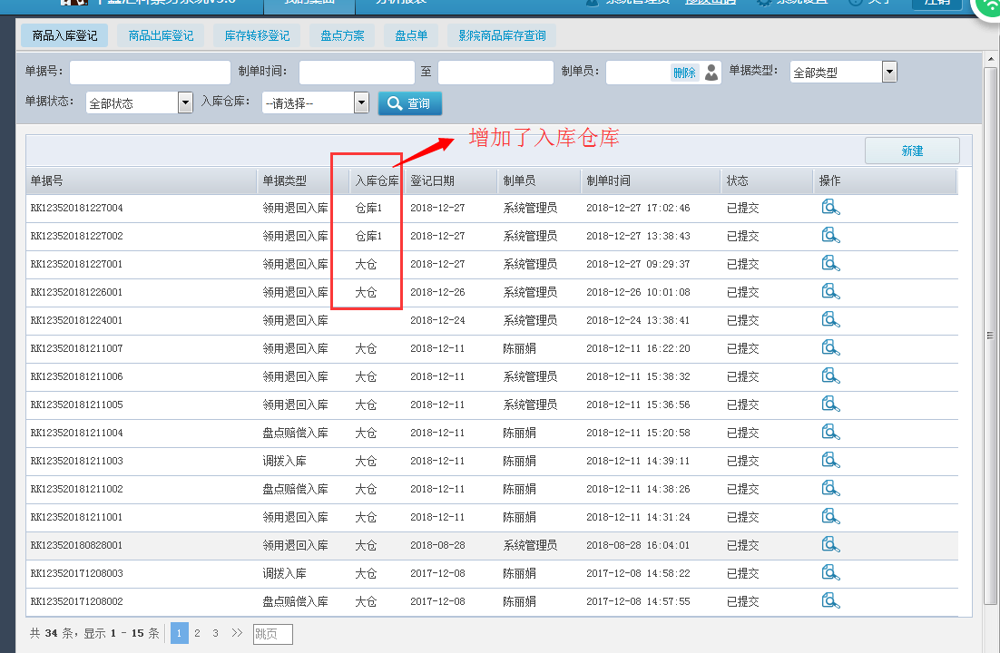 我的桌面 分析报表 系统管理员 修改密码 系统设置 关于 注销
商品入库登记 商品出库登记 库存转移登记 盘点方案 盘点单 影院商品库存查询
单据号: 制单时间: 至 制单员: 删除 单据类型: 全部类型
单据状态: 全部状态 入库仓库: --请选择-- 查询
增加了入库仓库
新建
单据号 单据类型 入库仓库 登记日期 制单员 制单时间 状态 操作
RK123520181227004 领用退回入库 仓库1 2018-12-27 系统管理员 2018-12-27 17:02:46 已提交
RK123520181227002 领用退回入库 仓库1 2018-12-27 系统管理员 2018-12-27 13:38:43 已提交
RK123520181227001 领用退回入库 大仓 2018-12-27 系统管理员 2018-12-27 09:29:37 已提交
RK123520181226001 领用退回入库 大仓 2018-12-26 系统管理员 2018-12-26 10:01:08 已提交
RK123520181224001 领用退回入库 2018-12-24 系统管理员 2018-12-24 13:38:41 已提交
RK123520181211007 领用退回入库 大仓 2018-12-11 陈丽娟 2018-12-11 16:22:20 已提交
RK123520181211006 领用退回入库 大仓 2018-12-11 系统管理员 2018-12-11 15:38:32 已提交
RK123520181211005 领用退回入库 大仓 2018-12-11 系统管理员 2018-12-11 15:36:56 已提交
RK123520181211004 盘点赔偿入库 大仓 2018-12-11 陈丽娟 2018-12-11 15:20:58 已提交
RK123520181211003 调拨入库 大仓 2018-12-11 陈丽娟 2018-12-11 14:39:11 已提交
RK123520181211002 盘点赔偿入库 大仓 2018-12-11 陈丽娟 2018-12-11 14:38:26 已提交
RK123520181211001 领用退回入库 大仓 2018-12-11 陈丽娟 2018-12-11 14:31:24 已提交
RK123520180828001 领用退回入库 大仓 2018-08-28 系统管理员 2018-08-28 16:04:01 已提交
RK123520171208003 调拨入库 大仓 2017-12-08 陈丽娟 2017-12-08 14:58:22 已提交
RK123520171208002 盘点赔偿入库 大仓 2017-12-08 陈丽娟 2017-12-08 14:57:55 已提交
共 34 条, 显示 1 - 15 条 1 2 3 >> 跳页